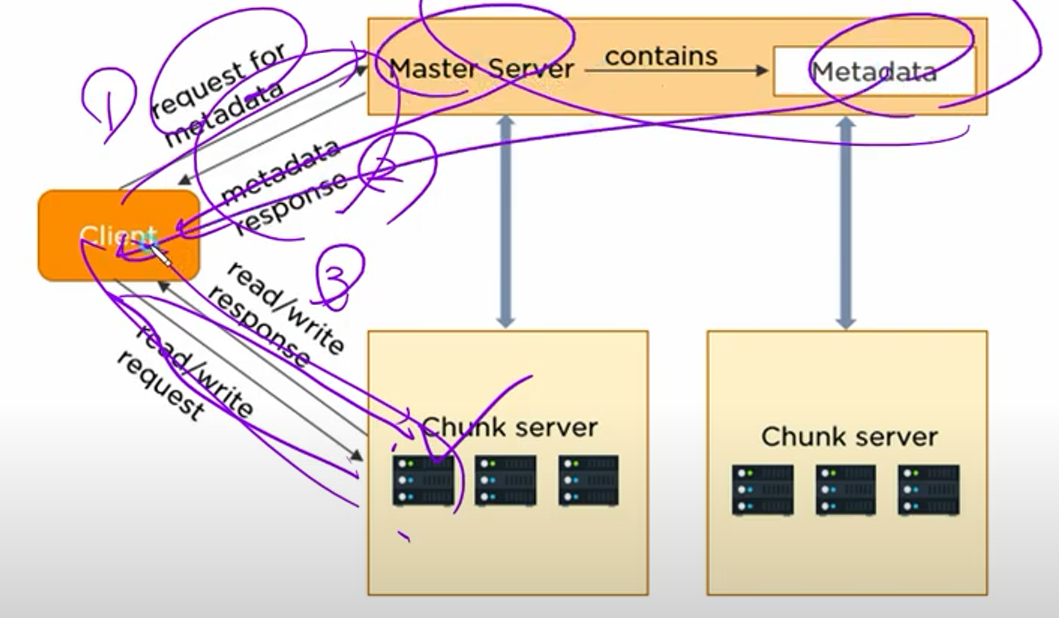 request for
metadata
Master Server
contains
Metadata
1
metadata
response
2
Client
3
read/write
response
read/write
request
Chunk server
Chunk server